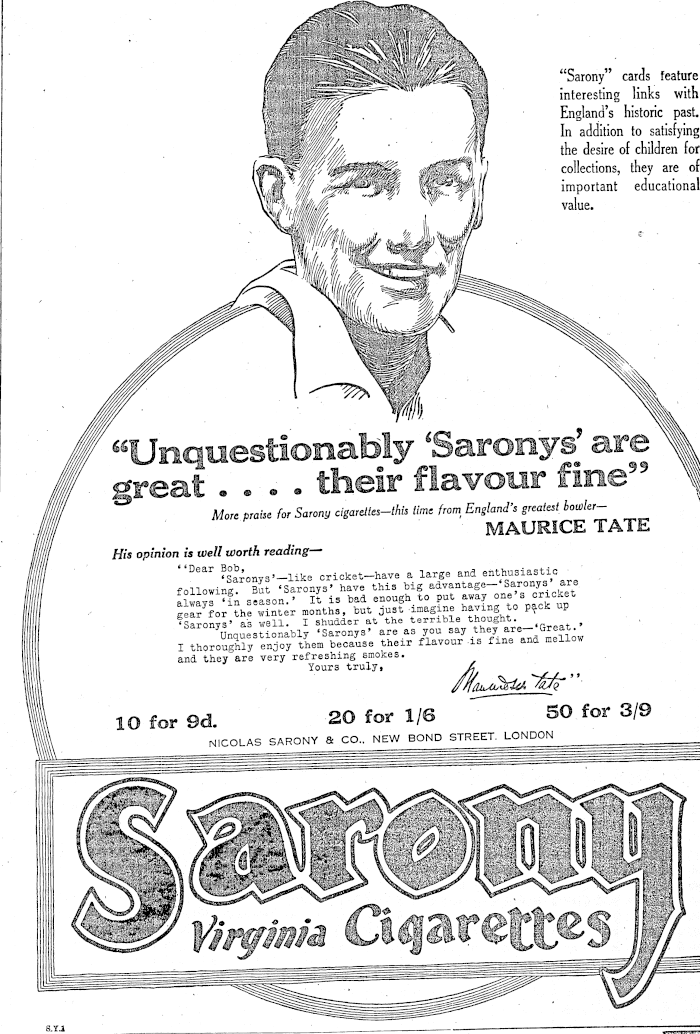 “Sarony” cards feature
interesting links with
England’s historic past.
In addition to satisfying
the desire of children for
collections, they are of
important educational
value.
“Unquestionably ‘Saronys’ are
great . . . . their flavour fine”
More praise for Sarony cigarettes—this time from England’s greatest bowler—
MAURICE TATE
His opinion is well worth reading—
“Dear Bob,
‘Saronys’—like cricket—have a large and enthusiastic
following. But ‘Saronys’ have this big advantage—‘Saronys’ are
always ‘in season.’ It is bad enough to put away one’s cricket
gear for the winter months, but just imagine having to pack up
‘Saronys’ as well. I shudder at the terrible thought.
Unquestionably ‘Saronys’ are as you say they are—‘Great.’
I thoroughly enjoy them because their flavour is fine and mellow
and they are very refreshing smokes.
Yours truly,
Maurice Tate”
10 for 9d. 20 for 1/6 50 for 3/9
NICOLAS SARONY & CO., NEW BOND STREET. LONDON
Sarony
Virginia Cigarettes
S.Y.1